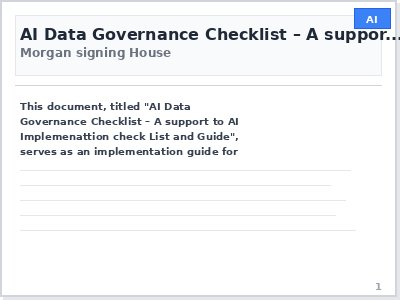 AI
AI Data Governance Checklist – A suppor...
Morgan signing House
This document, titled "AI Data
Governance Checklist – A support to AI
Implemenattion check List and Guide",
serves as an implementation guide for
1